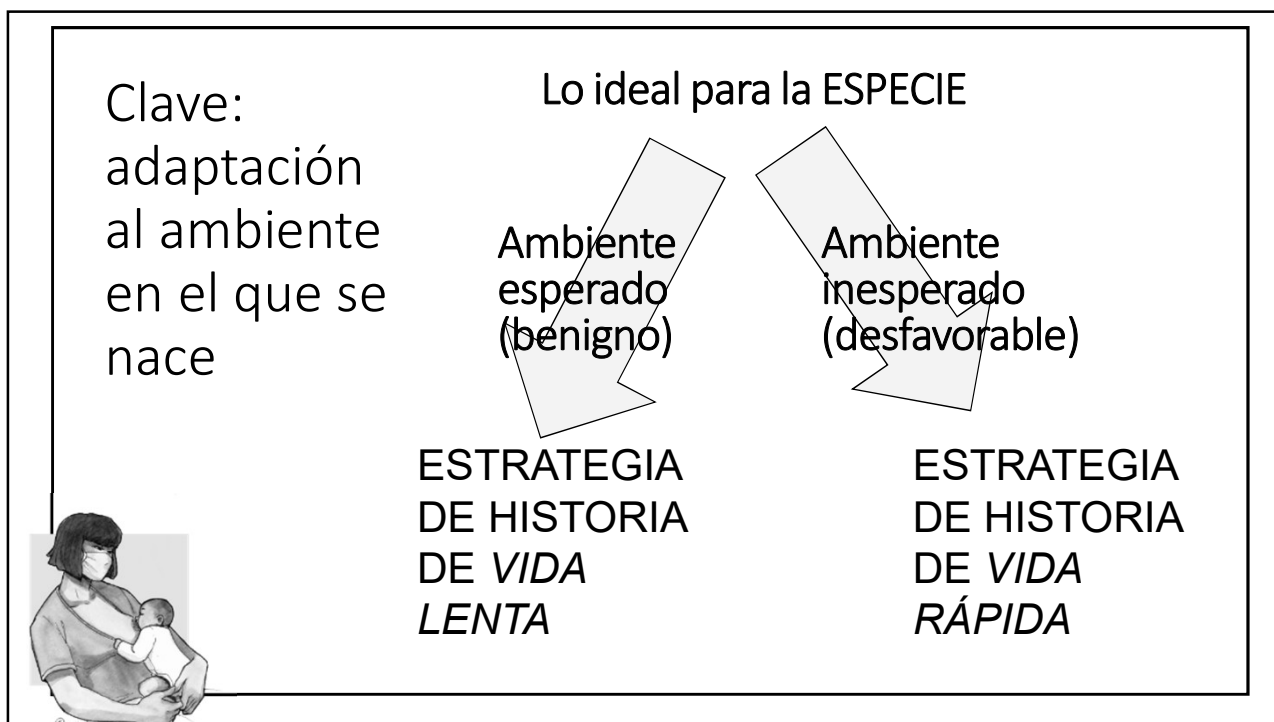 Clave:
adaptación
al ambiente
en el que se
nace
Lo ideal para la ESPECIE
Ambiente
esperado
(benigno)
Ambiente
inesperado
(desfavorable)
ESTRATEGIA
DE HISTORIA
DE VIDA
LENTA
ESTRATEGIA
DE HISTORIA
DE VIDA
RÁPIDA